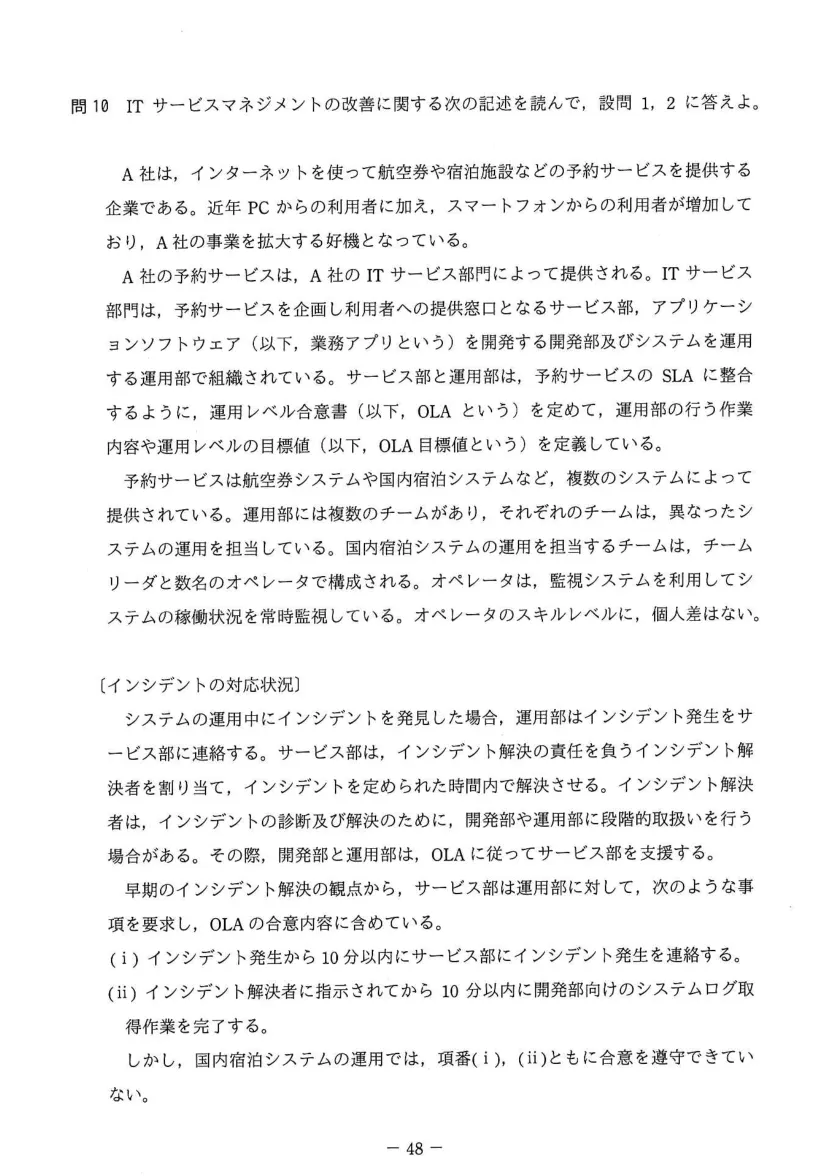 問10　IT サービスマネジメントの改善に関する次の記述を読んで，設問 1，2 に答えよ。
A 社は，インターネットを使って航空券や宿泊施設などの予約サービスを提供する
企業である。近年 PC からの利用者に加え，スマートフォンからの利用者が増加して
おり，A 社の事業を拡大する好機となっている。
A 社の予約サービスは，A 社の IT サービス部門によって提供される。IT サービス
部門は，予約サービスを企画し利用者への提供窓口となるサービス部，アプリケーシ
ョンソフトウェア（以下，業務アプリという）を開発する開発部及びシステムを運用
する運用部で組織されている。サービス部と運用部は，予約サービスの SLA に整合
するように，運用レベル合意書（以下，OLA という）を定めて，運用部の行う作業
内容や運用レベルの目標値（以下，OLA 目標値という）を定義している。
予約サービスは航空券システムや国内宿泊システムなど，複数のシステムによって
提供されている。運用部には複数のチームがあり，それぞれのチームは，異なったシ
ステムの運用を担当している。国内宿泊システムの運用を担当するチームは，チーム
リーダと数名のオペレータで構成される。オペレータは，監視システムを利用してシ
ステムの稼働状況を常時監視している。オペレータのスキルレベルに，個人差はない。
〔インシデントの対応状況〕
システムの運用中にインシデントを発見した場合，運用部はインシデント発生をサ
ービス部に連絡する。サービス部は，インシデント解決の責任を負うインシデント解
決者を割り当て，インシデントを定められた時間内で解決させる。インシデント解決
者は，インシデントの診断及び解決のために，開発部や運用部に段階的取扱いを行う
場合がある。その際，開発部と運用部は，OLA に従ってサービス部を支援する。
早期のインシデント解決の観点から，サービス部は運用部に対して，次のような事
項を要求し，OLA の合意内容に含めている。
(ⅰ) インシデント発生から 10 分以内にサービス部にインシデント発生を連絡する。
(ⅱ) インシデント解決者に指示されてから 10 分以内に開発部向けのシステムログ取
得作業を完了する。
しかし，国内宿泊システムの運用では，項番(ⅰ)，(ⅱ)ともに合意を遵守できてい
ない。
－ 48 －